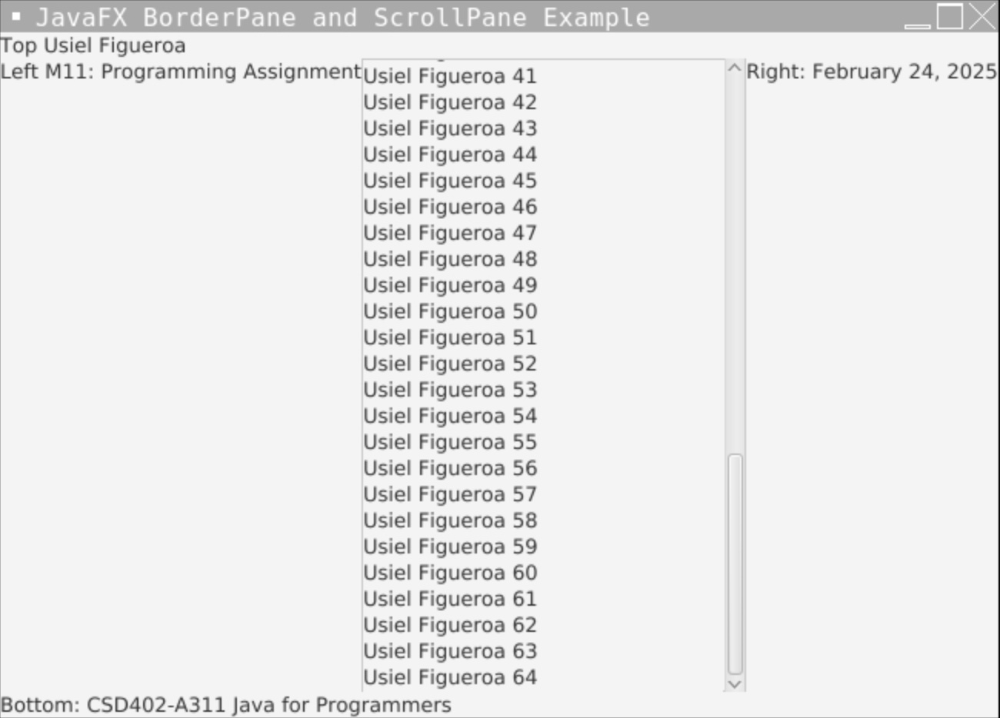 JavaFX BorderPane and ScrollPane Example
Top Usiel Figueroa
Left M11: Programming Assignment
Usiel Figueroa 41
Usiel Figueroa 42
Usiel Figueroa 43
Usiel Figueroa 44
Usiel Figueroa 45
Usiel Figueroa 46
Usiel Figueroa 47
Usiel Figueroa 48
Usiel Figueroa 49
Usiel Figueroa 50
Usiel Figueroa 51
Usiel Figueroa 52
Usiel Figueroa 53
Usiel Figueroa 54
Usiel Figueroa 55
Usiel Figueroa 56
Usiel Figueroa 57
Usiel Figueroa 58
Usiel Figueroa 59
Usiel Figueroa 60
Usiel Figueroa 61
Usiel Figueroa 62
Usiel Figueroa 63
Usiel Figueroa 64
Right: February 24, 2025
Bottom: CSD402-A311 Java for Programmers